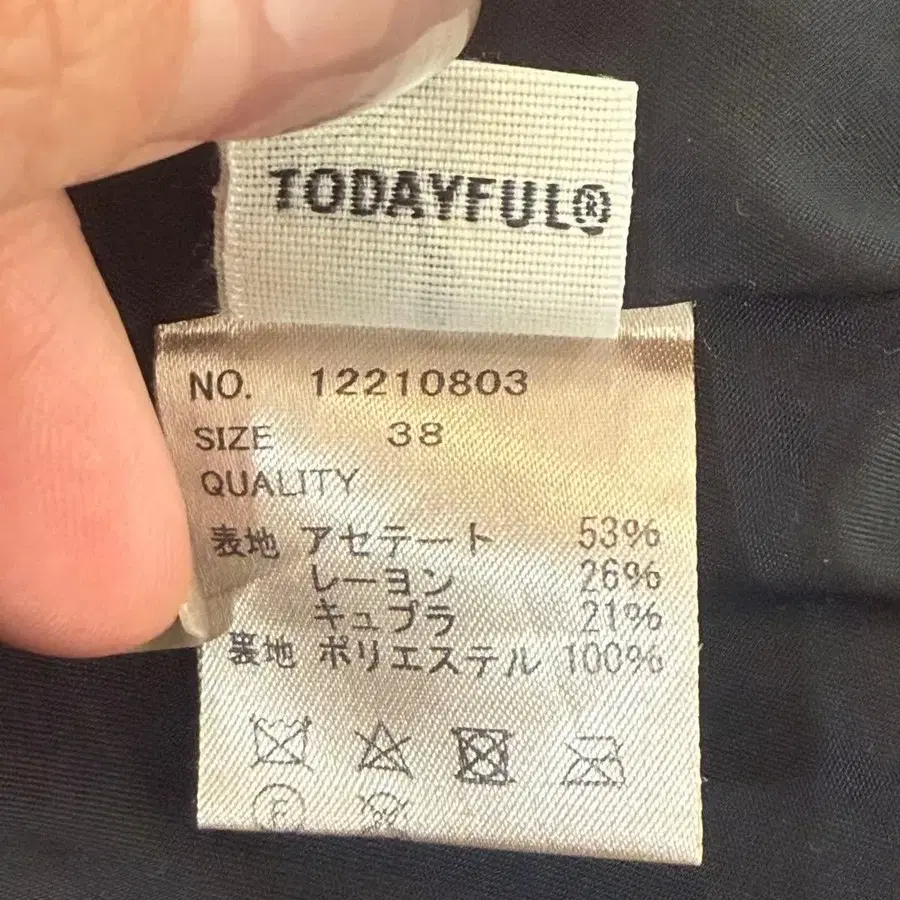 TODAYFUL®
NO. 12210803
SIZE 38
QUALITY
表地 アセテート 53%
レーヨン 26%
キュプラ 21%
裏地 ポリエステル 100%